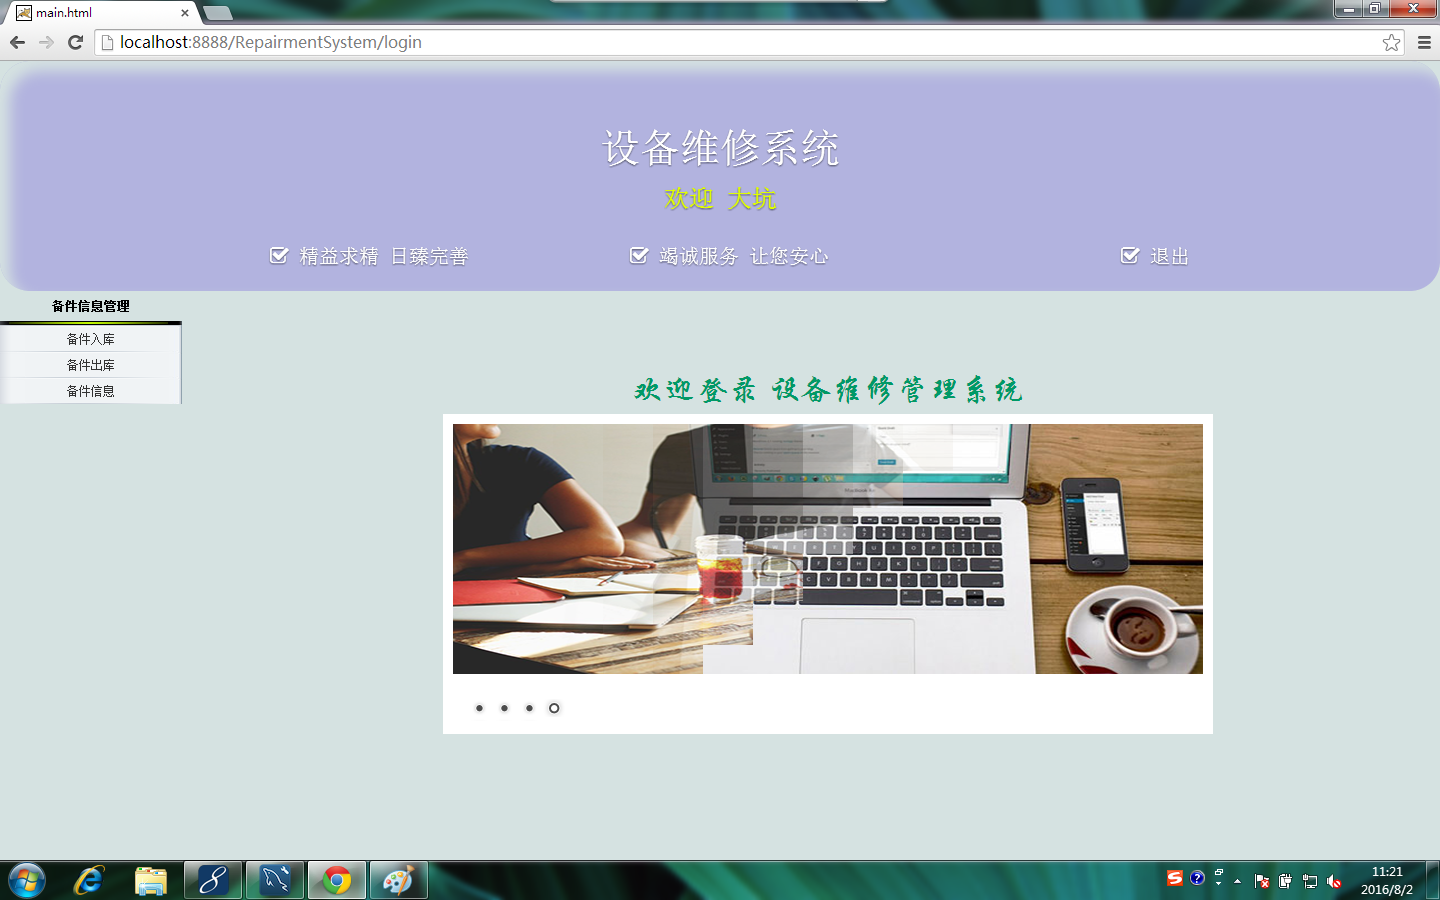 main.html
localhost:8888/RepairmentSystem/login
设备维修系统
欢迎 大坑
精益求精 日臻完善
竭诚服务 让您安心
退出
备件信息管理
备件入库
备件出库
备件信息
欢迎登录 设备维修管理系统
11:21
2016/8/2